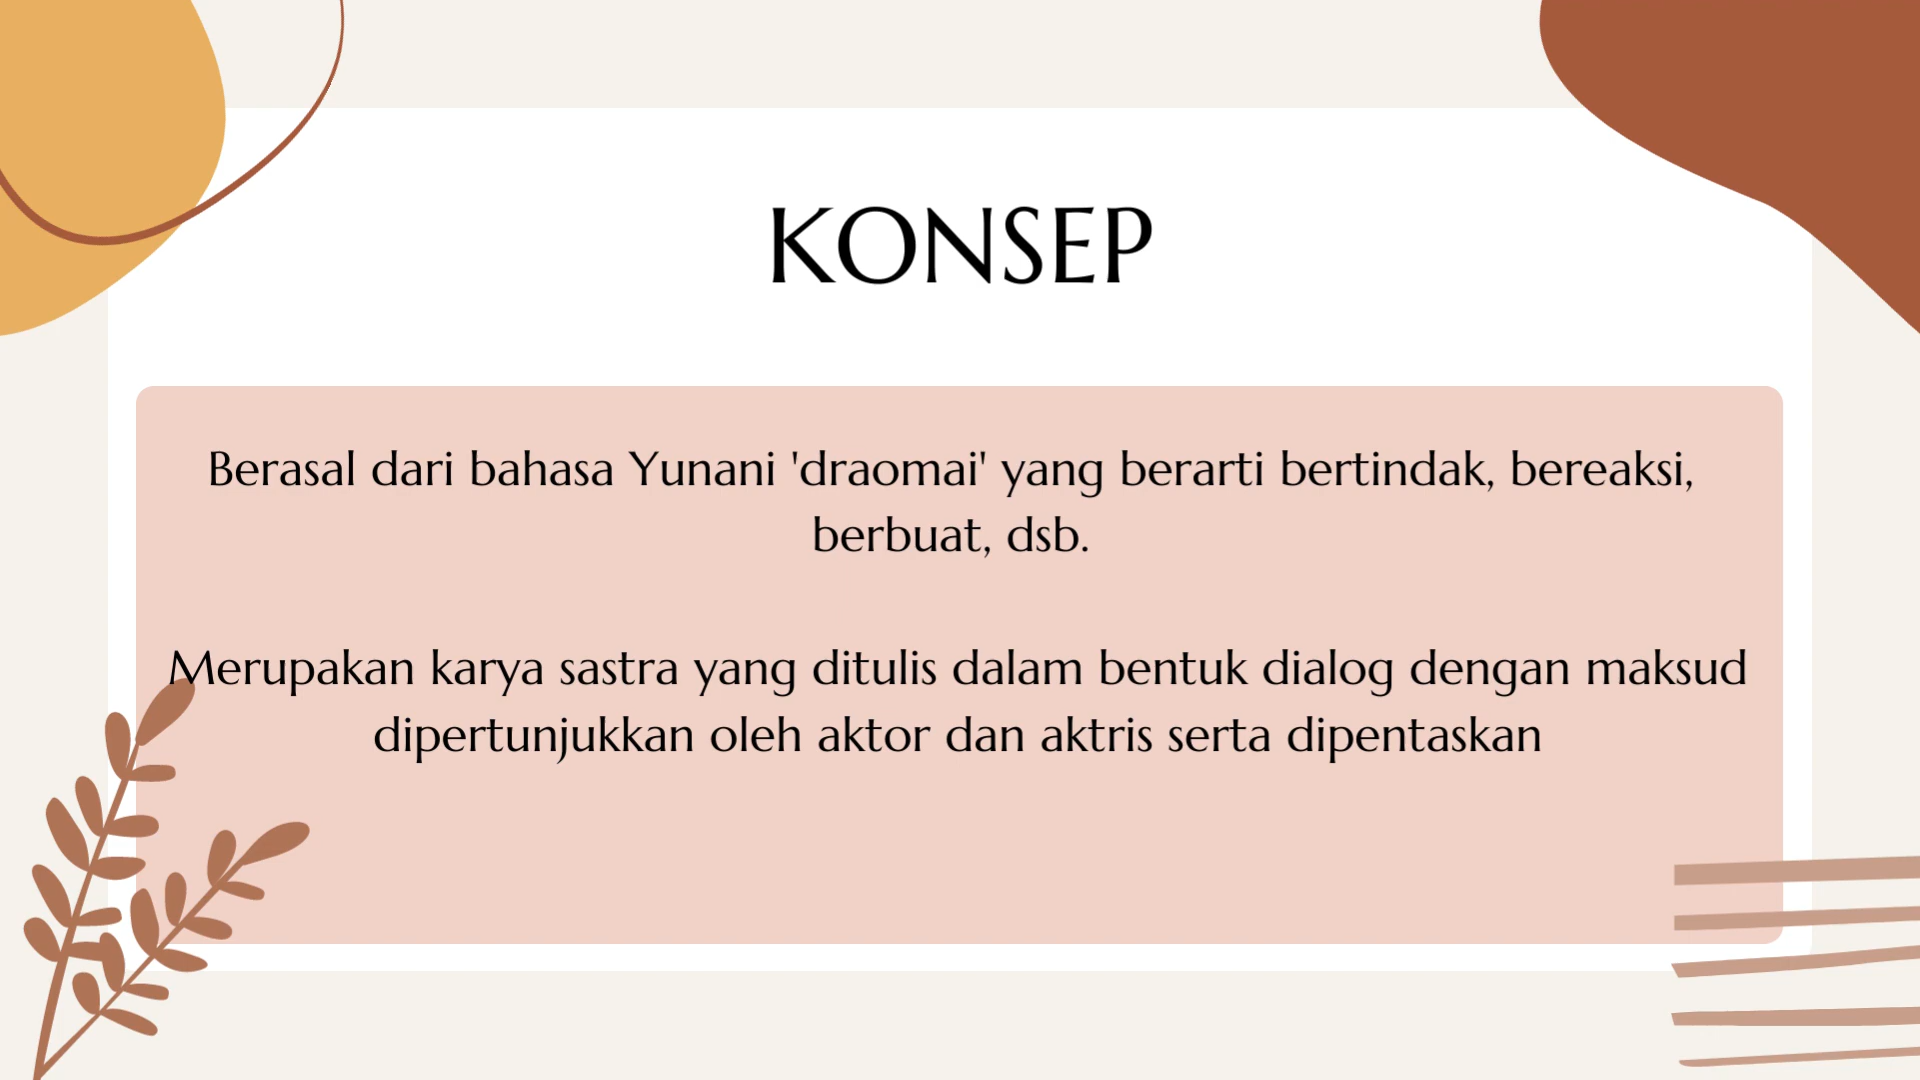 KONSEP
Berasal dari bahasa Yunani 'draomai' yang berarti bertindak, bereaksi,
berbuat, dsb.
Merupakan karya sastra yang ditulis dalam bentuk dialog dengan maksud
dipertunjukkan oleh aktor dan aktris serta dipentaskan